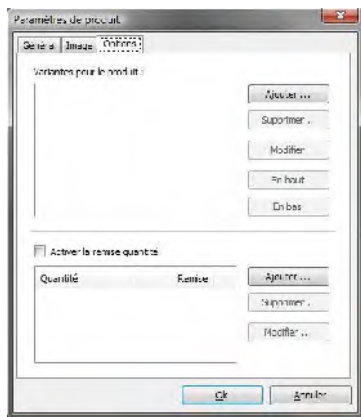 Paramètres de produit
Général Image Options
Variantes pour le produit :
Ajouter ...
Supprimer ..
Modifier
En haut
En bas
Activer la remise quantité
Quantité Remise
Ajouter ...
Supprimer ..
Modifier ...
Ok Annuler